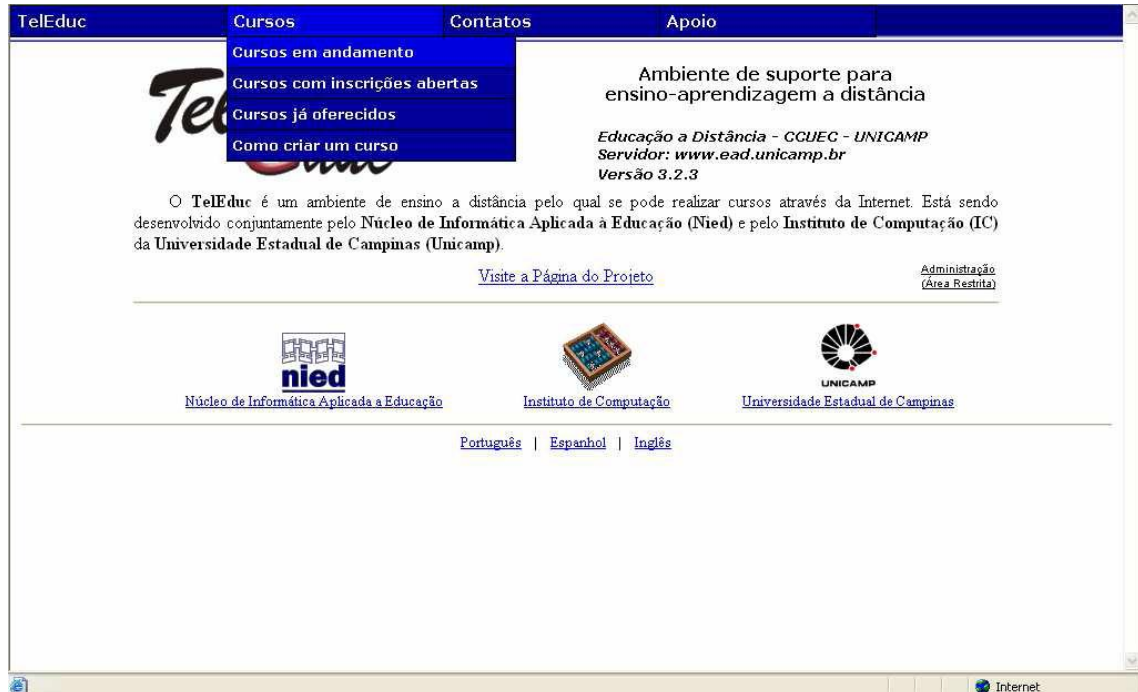 TelEduc Cursos Contatos Apoio
Cursos em andamento
Cursos com inscrições abertas
Cursos já oferecidos
Como criar um curso
Ambiente de suporte para
ensino-aprendizagem a distância
Educação a Distância - CCUEC - UNICAMP
Servidor: www.ead.unicamp.br
Versão 3.2.3
O TelEduc é um ambiente de ensino a distância pelo qual se pode realizar cursos através da Internet. Está sendo
desenvolvido conjuntamente pelo Núcleo de Informática Aplicada à Educação (Nied) e pelo Instituto de Computação (IC)
da Universidade Estadual de Campinas (Unicamp).
Visite a Página do Projeto
Administração
(Área Restrita)
nied
UNICAMP
Núcleo de Informática Aplicada a Educação Instituto de Computação Universidade Estadual de Campinas
Português | Espanhol | Inglês
Internet